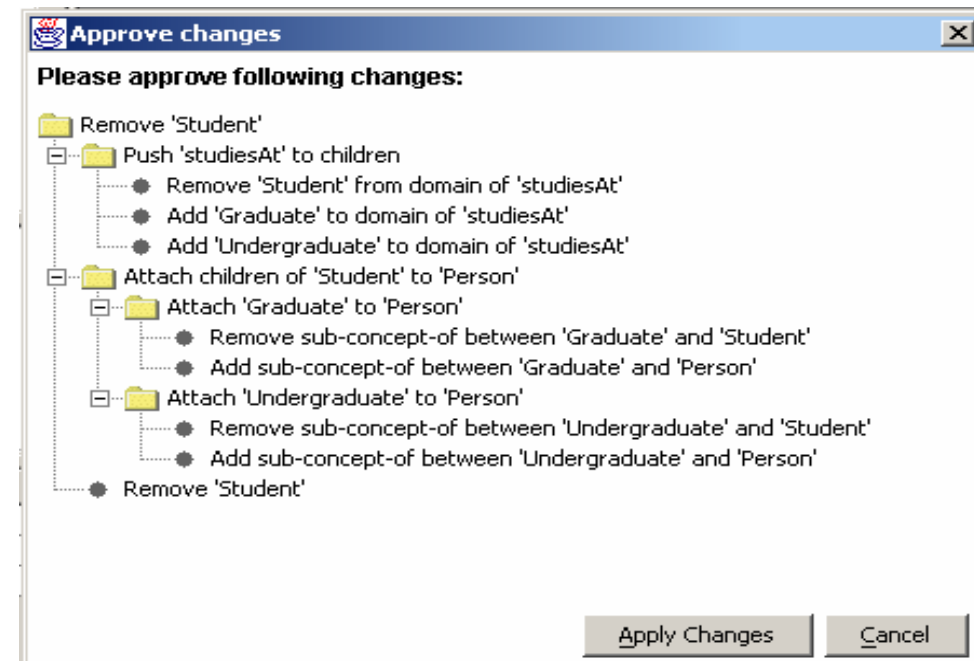 Approve changes
Please approve following changes:
Remove 'Student'
Push 'studiesAt' to children
Remove 'Student' from domain of 'studiesAt'
Add 'Graduate' to domain of 'studiesAt'
Add 'Undergraduate' to domain of 'studiesAt'
Attach children of 'Student' to 'Person'
Attach 'Graduate' to 'Person'
Remove sub-concept-of between 'Graduate' and 'Student'
Add sub-concept-of between 'Graduate' and 'Person'
Attach 'Undergraduate' to 'Person'
Remove sub-concept-of between 'Undergraduate' and 'Student'
Add sub-concept-of between 'Undergraduate' and 'Person'
Remove 'Student'
Apply Changes Cancel